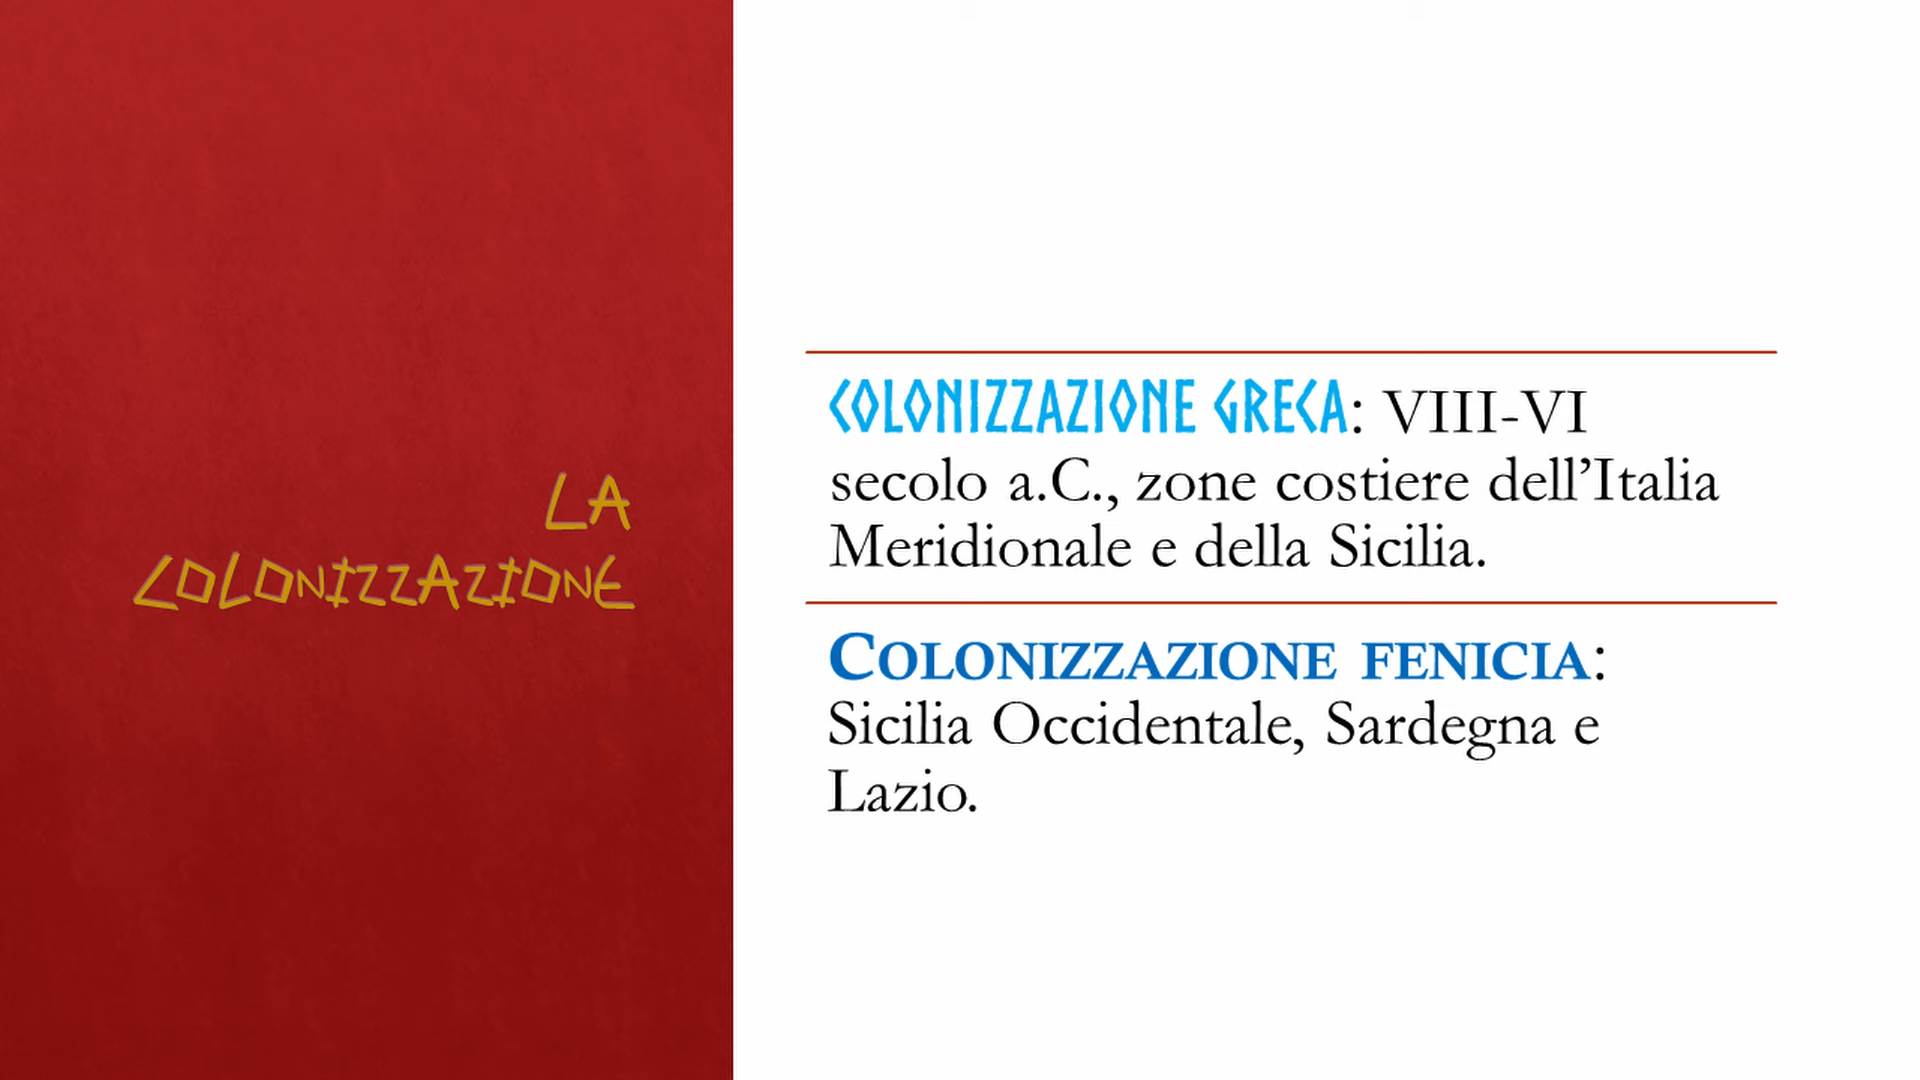 LA
COLONIZZAZIONE
COLONIZZAZIONE GRECA: VIII-VI
secolo a.C., zone costiere dell’Italia
Meridionale e della Sicilia.
COLONIZZAZIONE FENICIA:
Sicilia Occidentale, Sardegna e
Lazio.